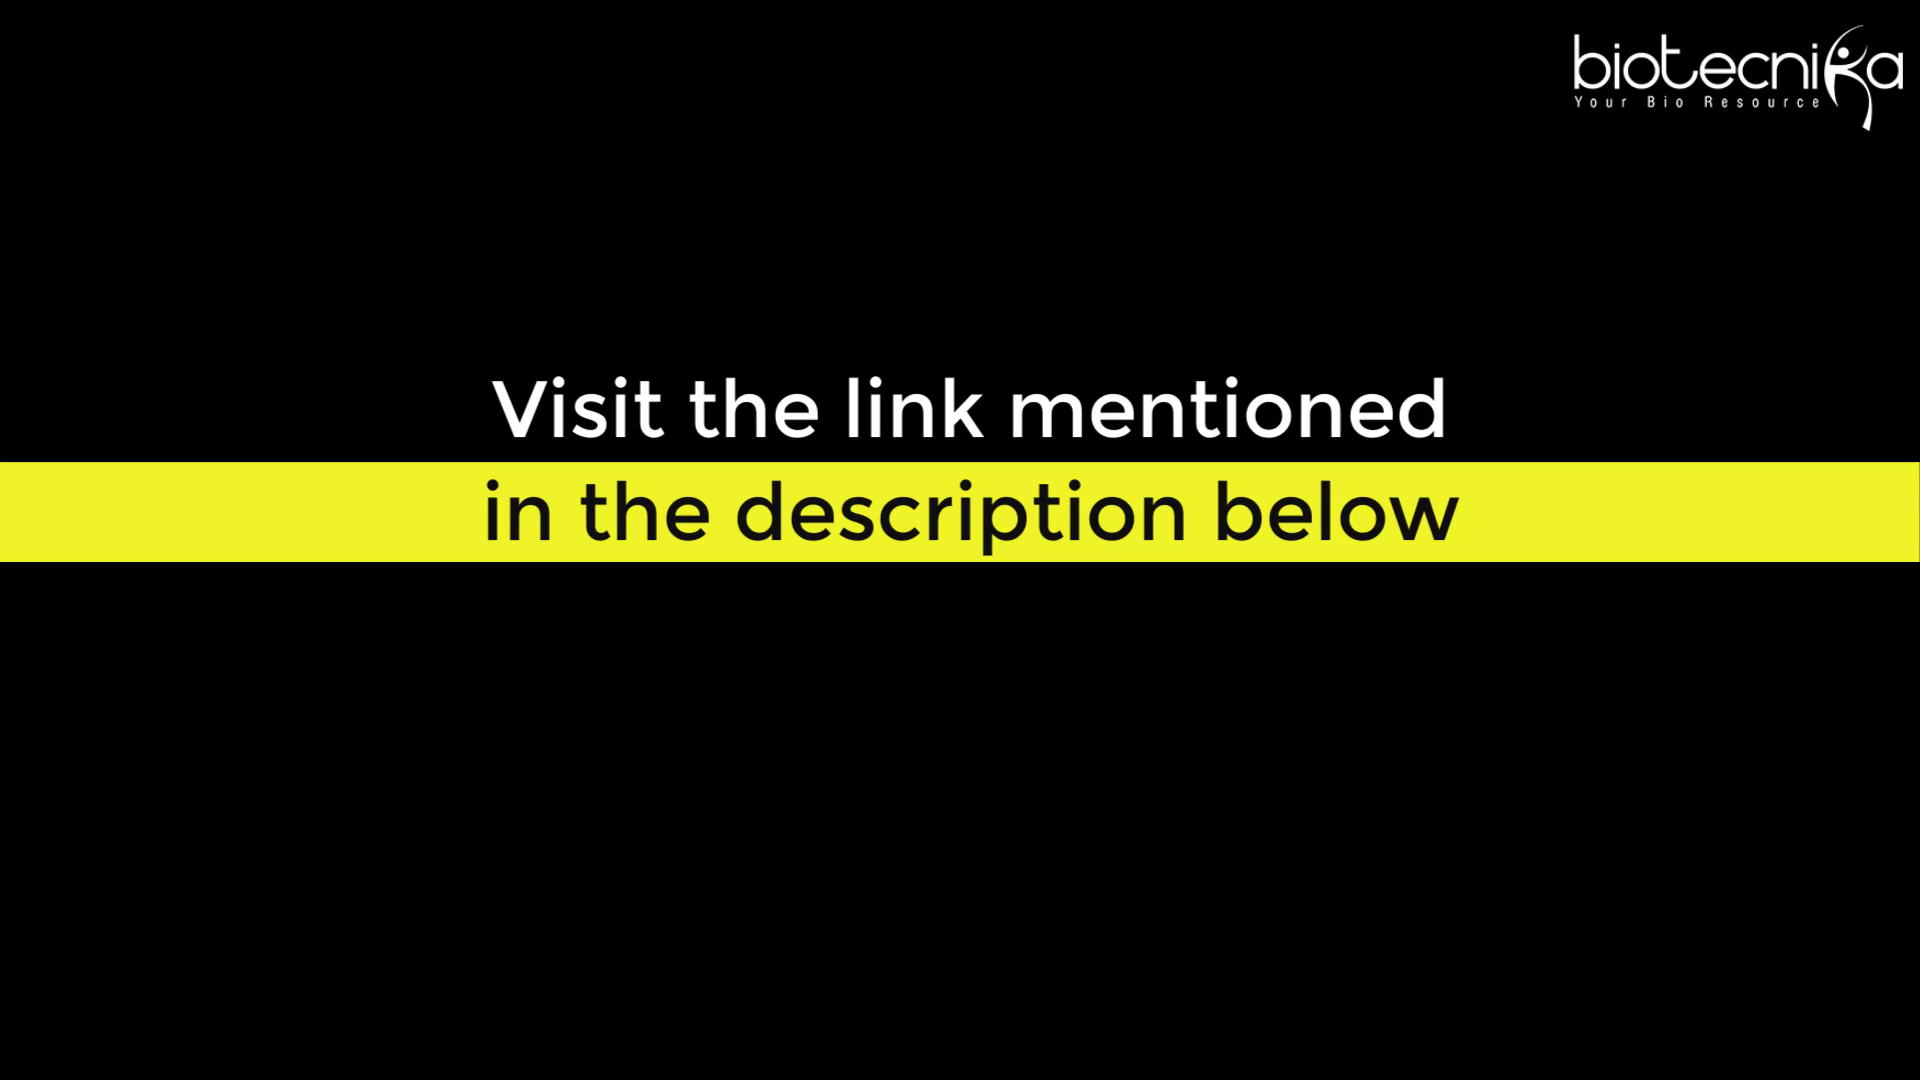 biotecnika
Your Bio Resource
Visit the link mentioned
in the description below